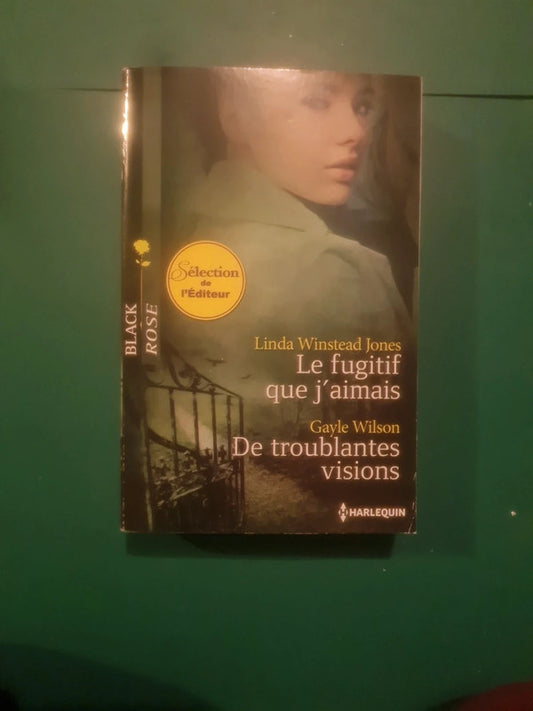 BLACK ROSE
Sélection
de
l'Éditeur
Linda Winstead Jones
Le fugitif
que j'aimais
Gayle Wilson
De troublantes
visions
HARLEQUIN